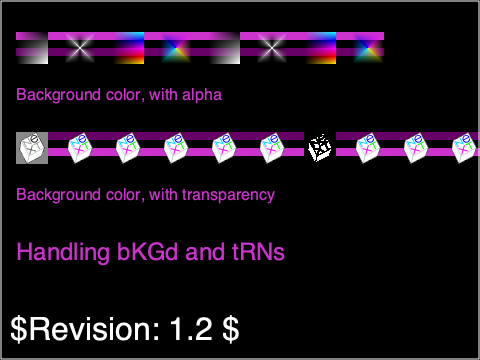 Background color, with alpha
Background color, with transparency
Handling bKGd and tRNs
$Revision: 1.2 $